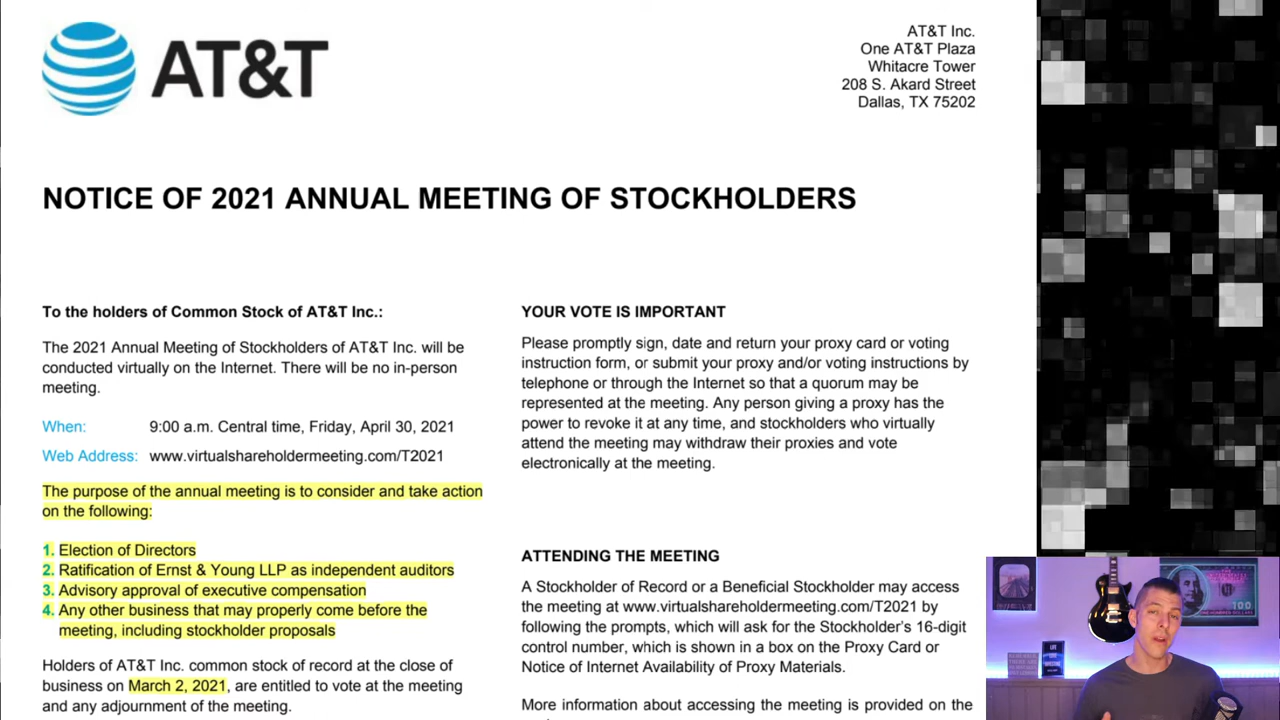 AT&T
AT&T Inc.
One AT&T Plaza
Whitacre Tower
208 S. Akard Street
Dallas, TX 75202
NOTICE OF 2021 ANNUAL MEETING OF STOCKHOLDERS
To the holders of Common Stock of AT&T Inc.:
The 2021 Annual Meeting of Stockholders of AT&T Inc. will be
conducted virtually on the Internet. There will be no in-person
meeting.
When: 9:00 a.m. Central time, Friday, April 30, 2021
Web Address: www.virtualshareholdermeeting.com/T2021
The purpose of the annual meeting is to consider and take action
on the following:
1. Election of Directors
2. Ratification of Ernst & Young LLP as independent auditors
3. Advisory approval of executive compensation
4. Any other business that may properly come before the
meeting, including stockholder proposals
Holders of AT&T Inc. common stock of record at the close of
business on March 2, 2021, are entitled to vote at the meeting
and any adjournment of the meeting.
YOUR VOTE IS IMPORTANT
Please promptly sign, date and return your proxy card or voting
instruction form, or submit your proxy and/or voting instructions by
telephone or through the Internet so that a quorum may be
represented at the meeting. Any person giving a proxy has the
power to revoke it at any time, and stockholders who virtually
attend the meeting may withdraw their proxies and vote
electronically at the meeting.
ATTENDING THE MEETING
A Stockholder of Record or a Beneficial Stockholder may access
the meeting at www.virtualshareholdermeeting.com/T2021 by
following the prompts, which will ask for the Stockholder's 16-digit
control number, which is shown in a box on the Proxy Card or
Notice of Internet Availability of Proxy Materials.
More information about accessing the meeting is provided on the
100